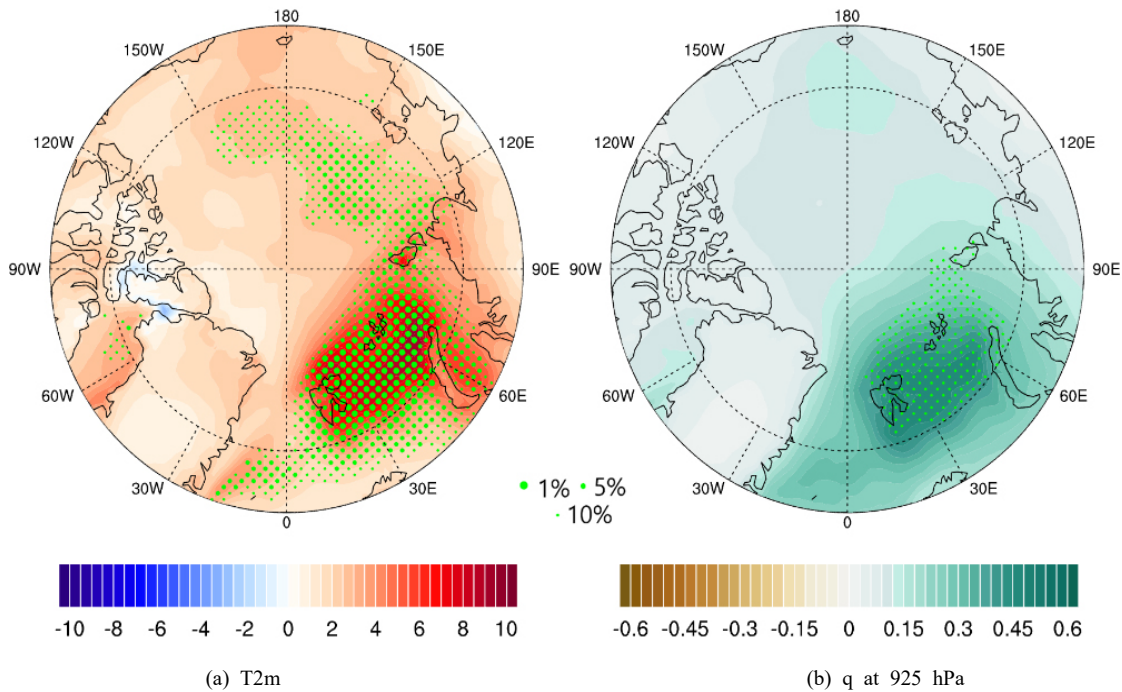 180
150W
150E
120W
120E
90W
90E
60W
60E
30W
30E
0
180
150W
150E
120W
120E
90W
90E
60W
60E
30W
30E
0
1% 5%
10%
-10 -8 -6 -4 -2 0 2 4 6 8 10
-0.6 -0.45 -0.3 -0.15 0 0.15 0.3 0.45 0.6
(a) T2m
(b) q at 925 hPa